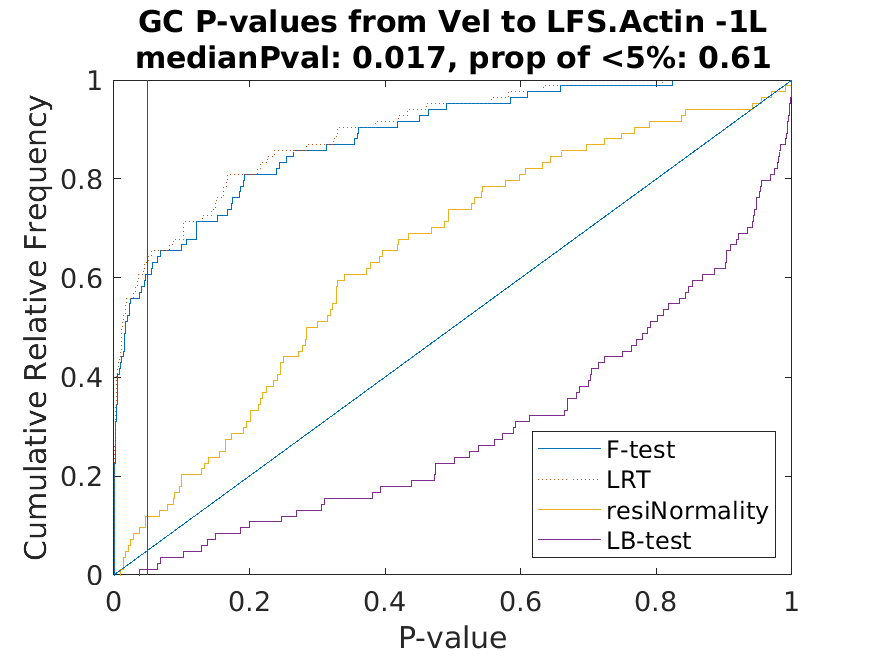 GC P-values from Vel to LFS.Actin -1L
medianPval: 0.017, prop of <5%: 0.61
Cumulative Relative Frequency
1
0.8
0.6
0.4
0.2
0
0
0.2
0.4
0.6
0.8
1
P-value
F-test
LRT
resiNormality
LB-test